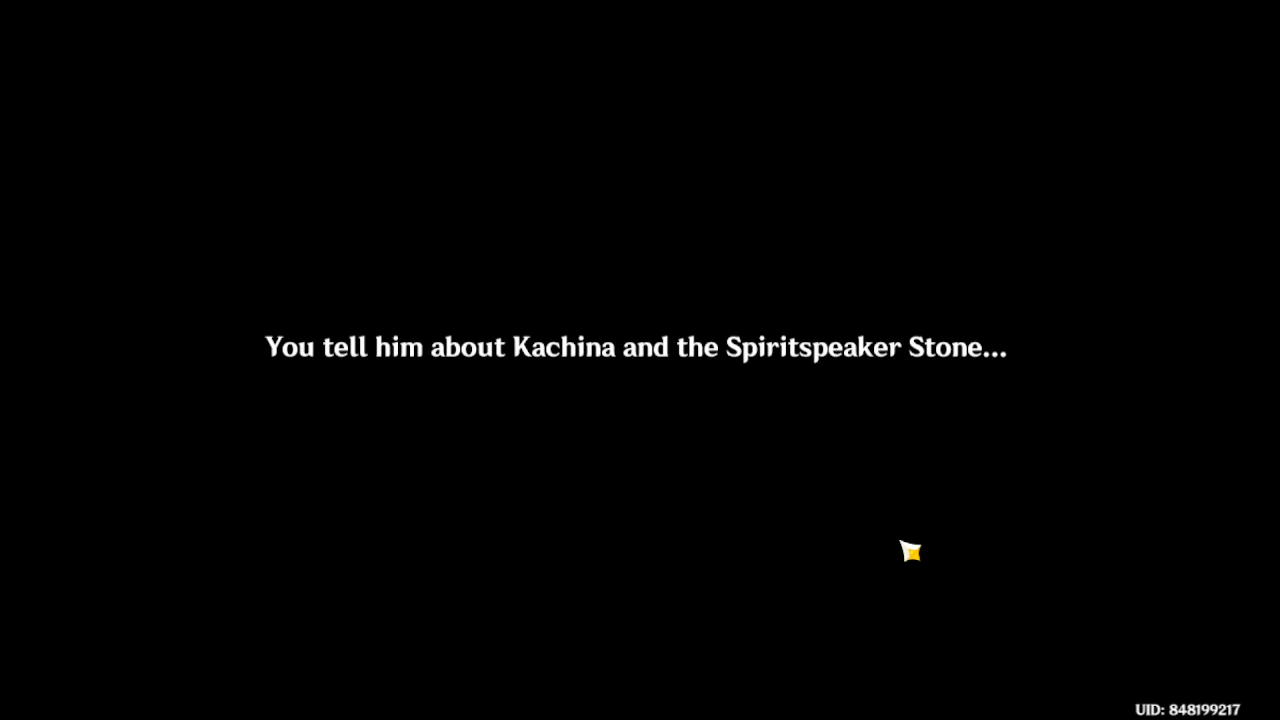 You tell him about Kachina and the Spiritspeaker Stone...
UID: 848199217